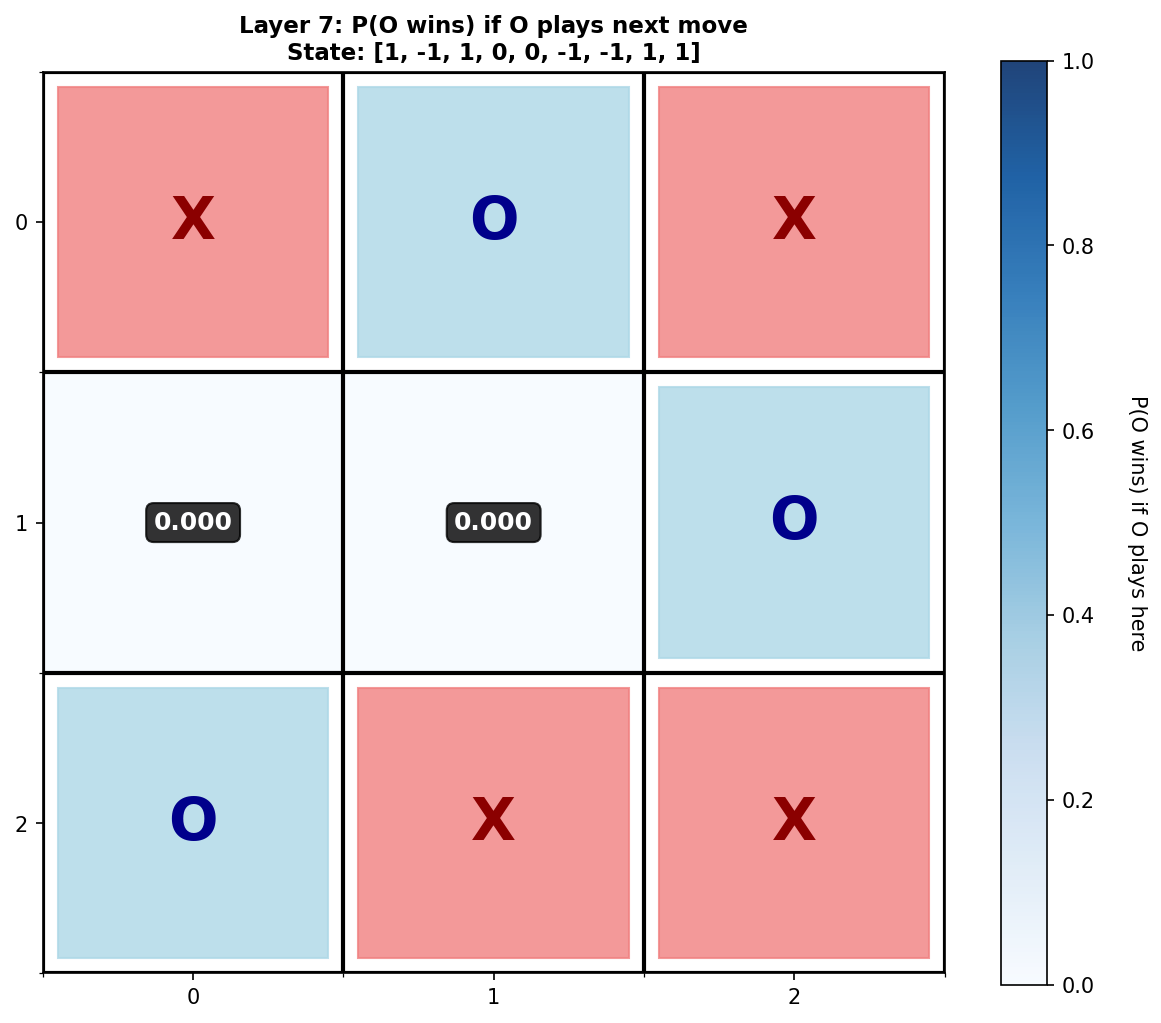 Layer 7: P(O wins) if O plays next move
State: [1, -1, 1, 0, 0, -1, -1, 1, 1]
X
O
X
0
0.000
0.000
O
1
O
X
X
2
0
1
2
1.0
0.8
0.6
0.4
0.2
0.0
P(O wins) if O plays here